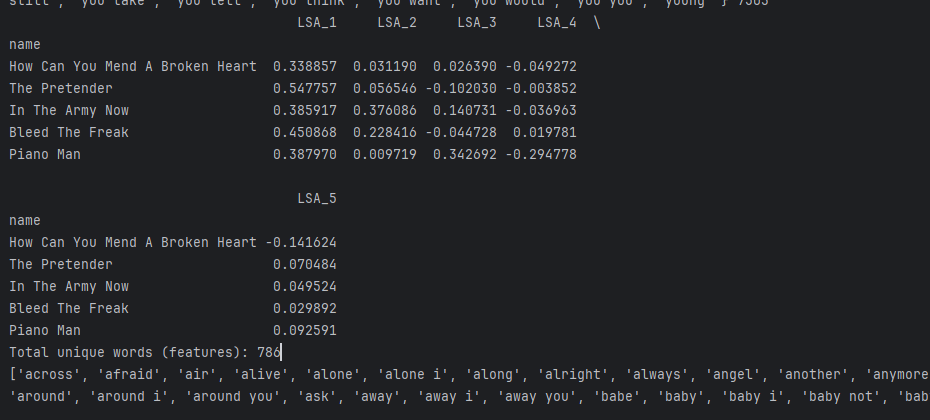 still', 'you take', 'you tell', 'you think', 'you want', 'you would', 'you you', 'young' } 7565
LSA_1 LSA_2 LSA_3 LSA_4 \
name
How Can You Mend A Broken Heart 0.338857 0.031190 0.026390 -0.049272
The Pretender 0.547757 0.056546 -0.102030 -0.003852
In The Army Now 0.385917 0.376086 0.140731 -0.036963
Bleed The Freak 0.450868 0.228416 -0.044728 0.019781
Piano Man 0.387970 0.009719 0.342692 -0.294778
LSA_5
name
How Can You Mend A Broken Heart -0.141624
The Pretender 0.070484
In The Army Now 0.049524
Bleed The Freak 0.029892
Piano Man 0.092591
Total unique words (features): 786
['across', 'afraid', 'air', 'alive', 'alone', 'alone i', 'along', 'alright', 'always', 'angel', 'another', 'anymore
'around', 'around i', 'around you', 'ask', 'away', 'away i', 'away you', 'babe', 'baby', 'baby i', 'baby not', 'bab